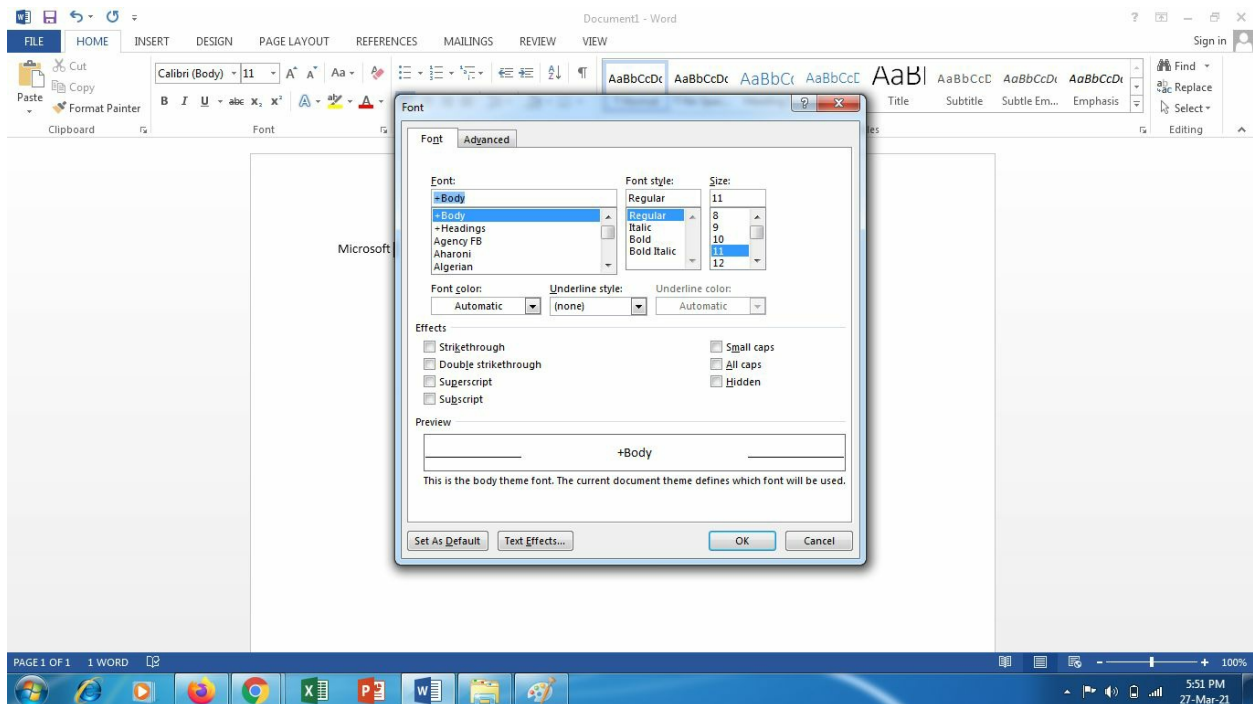 Document1 - Word
FILE HOME INSERT DESIGN PAGE LAYOUT REFERENCES MAILINGS REVIEW VIEW Sign in
Cut
Copy
Paste
Format Painter
Clipboard
Calibri (Body) 11
Font
AaBbCcDc AaBbCcDc AaBbCc AaBbCcD AaB AaBbCcD AaBbCcDc AaBbCcDc
Title Subtitle Subtle Em... Emphasis
Find
Replace
Select
Editing
Microsoft
Font
Font Advanced
Font: Font style: Size:
+Body Regular 11
+Body Regular 8
+Headings Italic 9
Agency FB Bold 10
Aharoni Bold Italic 11
Algerian 12
Font color: Underline style: Underline color:
Automatic (none) Automatic
Effects
Strikethrough Small caps
Double strikethrough All caps
Superscript Hidden
Subscript
Preview
+Body
This is the body theme font. The current document theme defines which font will be used.
Set As Default Text Effects... OK Cancel
PAGE 1 OF 1 1 WORD 100%
5:51 PM
27-Mar-21